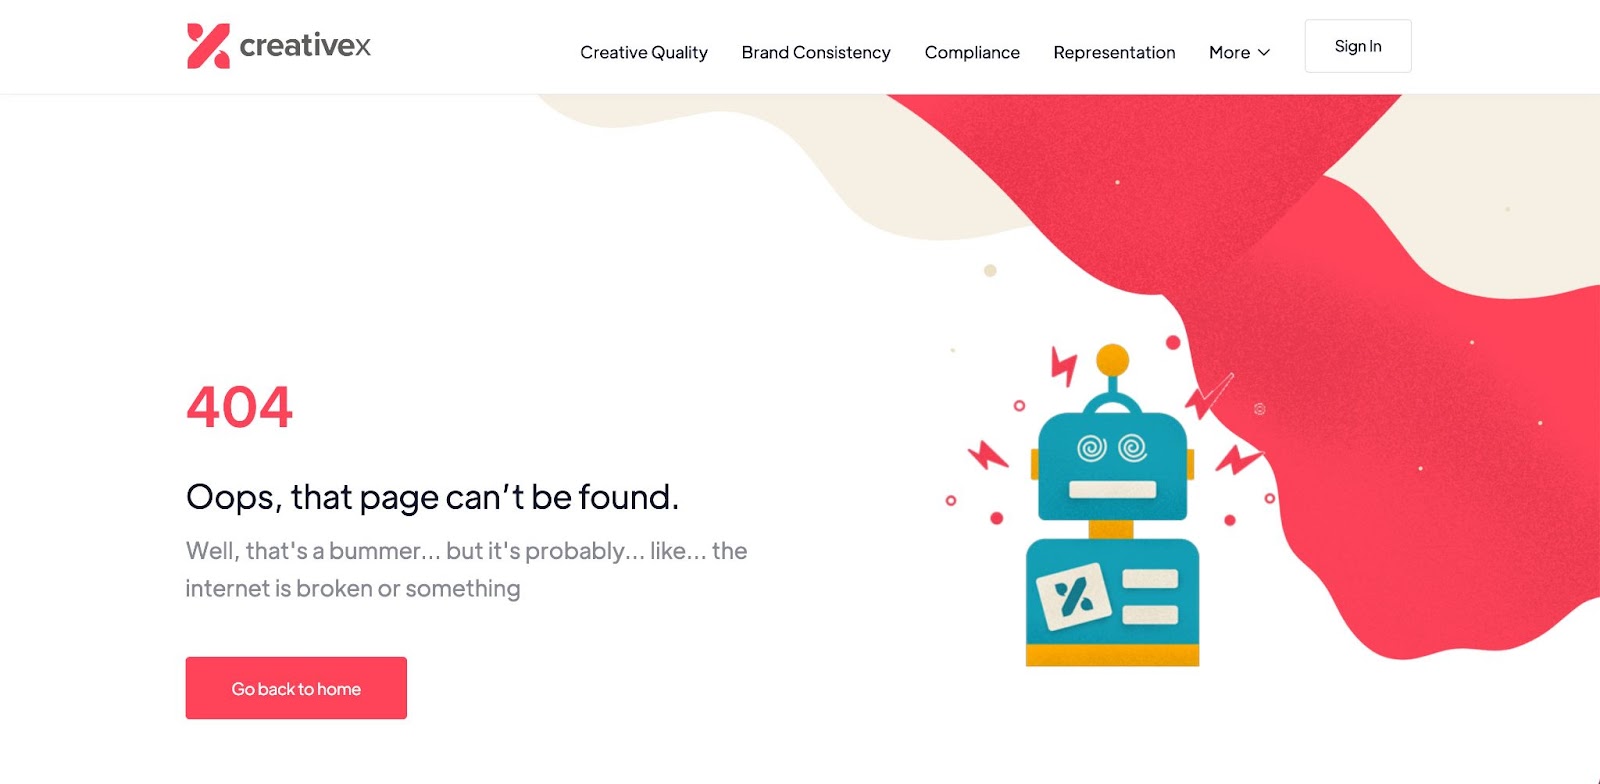 creativex
Creative Quality
Brand Consistency
Compliance
Representation
More
Sign In
404
Oops, that page can’t be found.
Well, that's a bummer... but it's probably... like... the
internet is broken or something
Go back to home